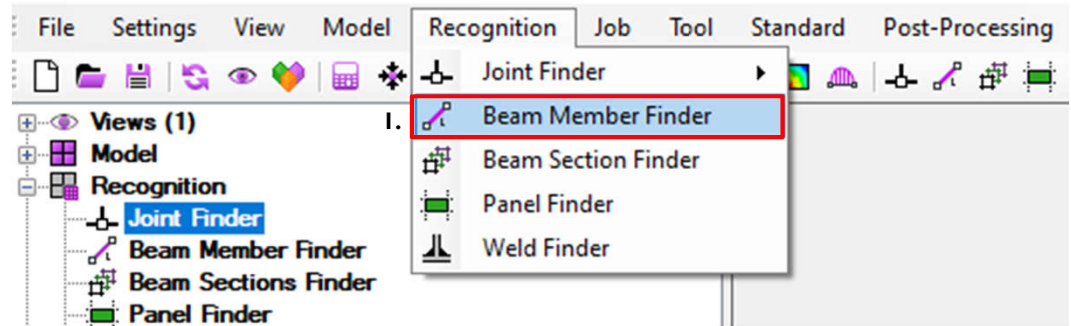 File Settings View Model Recognition Job Tool Standard Post-Processing
Joint Finder
Views (1)
1. Beam Member Finder
Model
Beam Section Finder
Recognition
Panel Finder
Joint Finder
Weld Finder
Beam Member Finder
Beam Sections Finder
Panel Finder